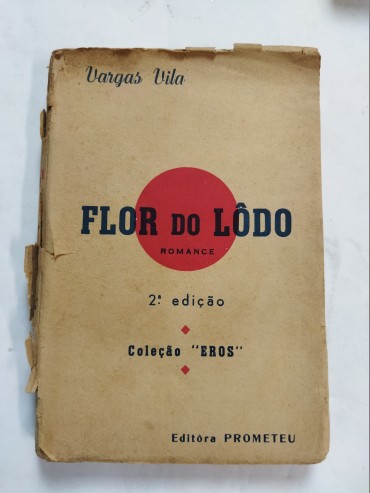 Vargas Vila
FLOR DO LÔDO
ROMANCE
2ª edição
Coleção "EROS"
Editôra PROMETEU